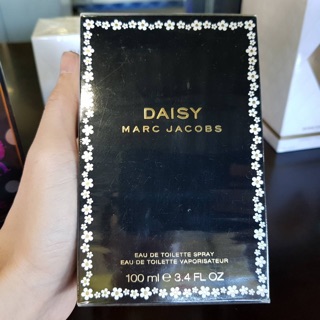 DAISY
MARC JACOBS
EAU DE TOILETTE SPRAY
EAU DE TOILETTE VAPORISATEUR
100 ml ℮ 3.4 FL OZ